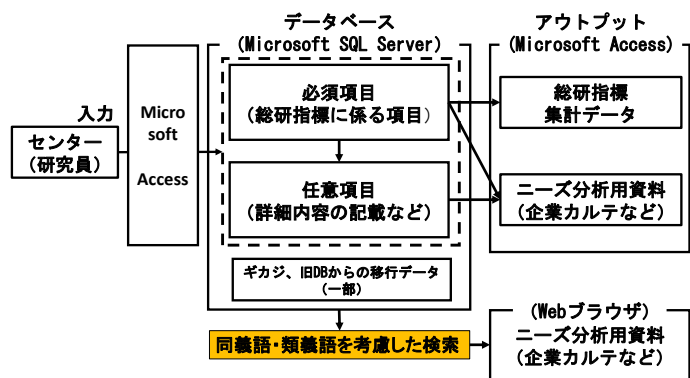 データベース
(Microsoft SQL Server)
アウトプット
(Microsoft Access)
入力
センター
(研究員)
Micro
soft
Access
必須項目
(総研指標に係る項目)
任意項目
(詳細内容の記載など)
ギカジ、旧DBからの移行データ
(一部)
総研指標
集計データ
ニーズ分析用資料
(企業カルテなど)
同義語・類義語を考慮した検索
(Webブラウザ)
ニーズ分析用資料
(企業カルテなど)